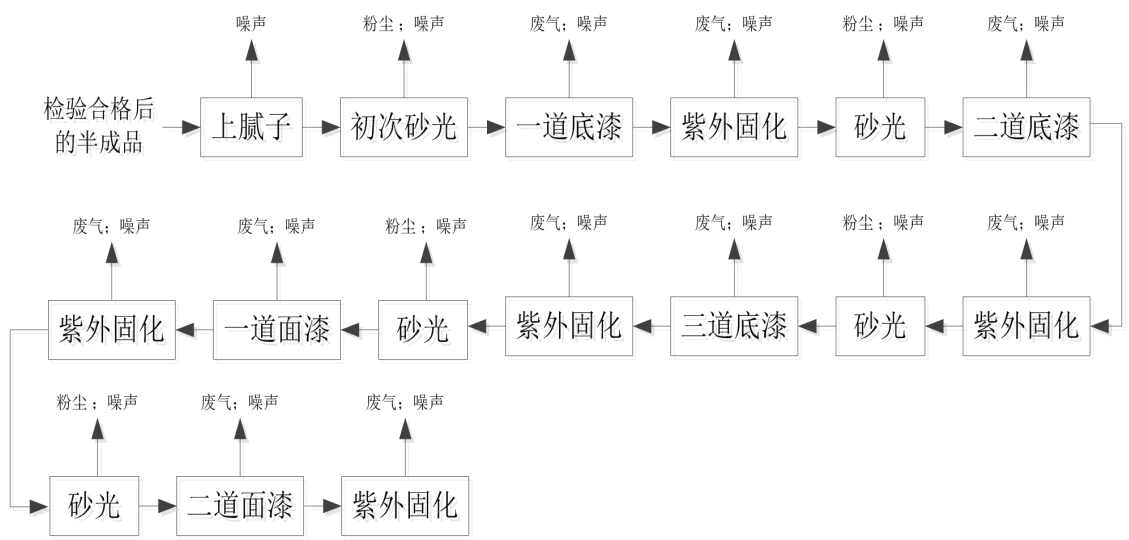 噪声
粉尘；噪声
废气；噪声
废气；噪声
粉尘；噪声
废气；噪声
检验合格后
的半成品
上腻子
初次砂光
一道底漆
紫外固化
砂光
二道底漆
废气；噪声
废气；噪声
粉尘；噪声
废气；噪声
废气；噪声
粉尘；噪声
废气；噪声
紫外固化
一道面漆
砂光
紫外固化
三道底漆
砂光
紫外固化
粉尘；噪声
废气；噪声
废气；噪声
砂光
二道面漆
紫外固化